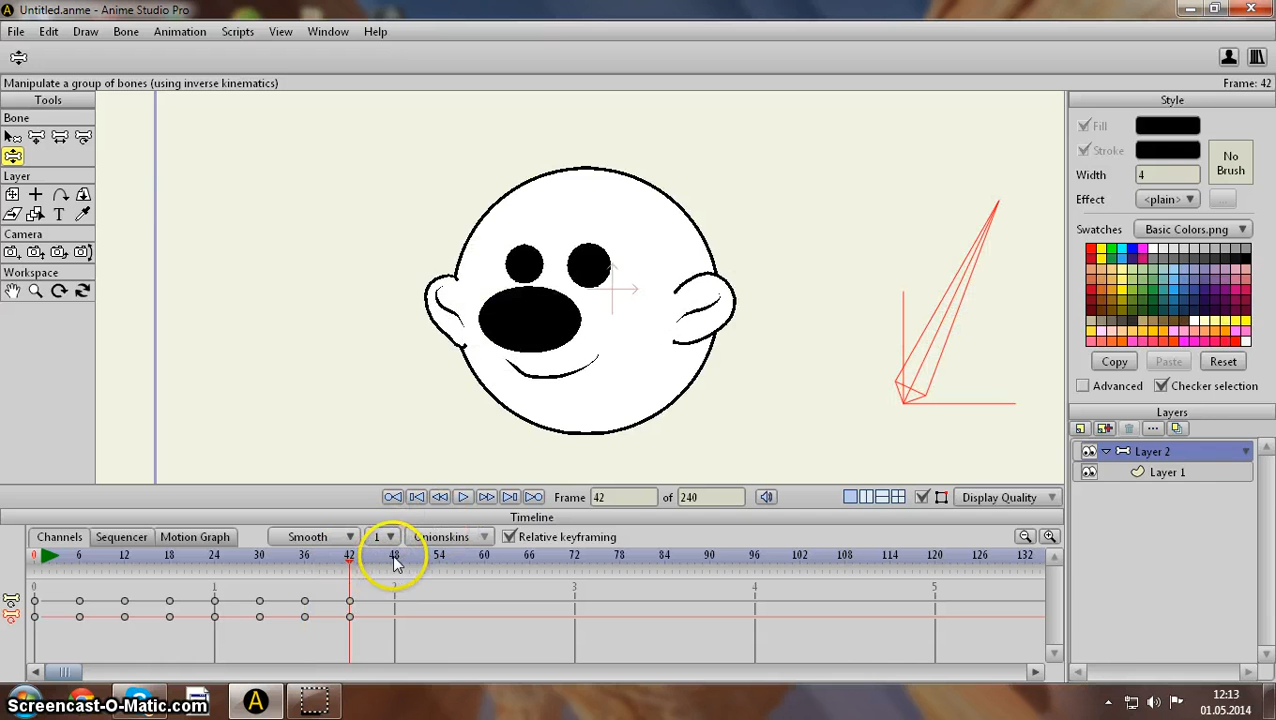 Untitled.anme - Anime Studio Pro
File Edit Draw Bone Animation Scripts View Window Help
Manipulate a group of bones (using inverse kinematics)
Frame: 42
Tools
Bone
Layer
Camera
Workspace
Style
Fill
Stroke
No Brush
Width 4
Effect <plain> ...
Swatches Basic Colors.png
Copy Paste Reset
Advanced Checker selection
Layers
Layer 2
Layer 1
Frame 42 of 240 Display Quality
Timeline
Channels Sequencer Motion Graph Smooth 1 Onionskins Relative keyframing
0 6 12 18 24 30 36 42 48 54 60 66 72 78 84 90 96 102 108 114 120 126 132
0 1 2 3 4 5
Screencast-O-Matic.com
12:13
01.05.2014